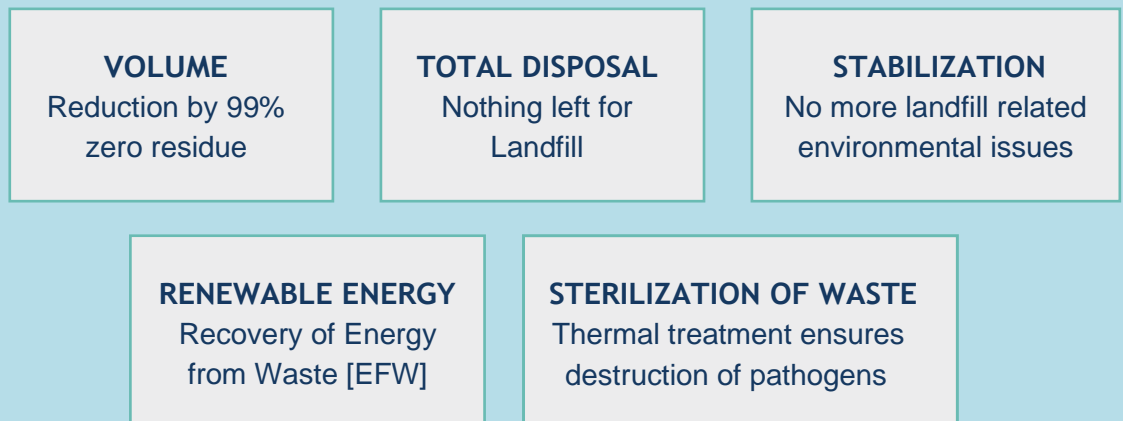 VOLUME
Reduction by 99%
zero residue
TOTAL DISPOSAL
Nothing left for
Landfill
STABILIZATION
No more landfill related
environmental issues
RENEWABLE ENERGY
Recovery of Energy
from Waste [EFW]
STERILIZATION OF WASTE
Thermal treatment ensures
destruction of pathogens